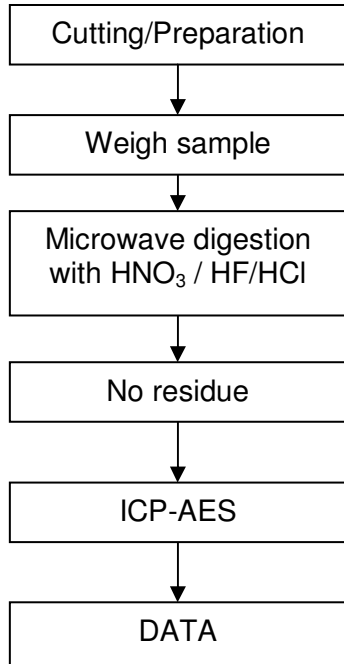 Cutting/Preparation
Weigh sample
Microwave digestion
with HNO₃ / HF/HCl
No residue
ICP-AES
DATA